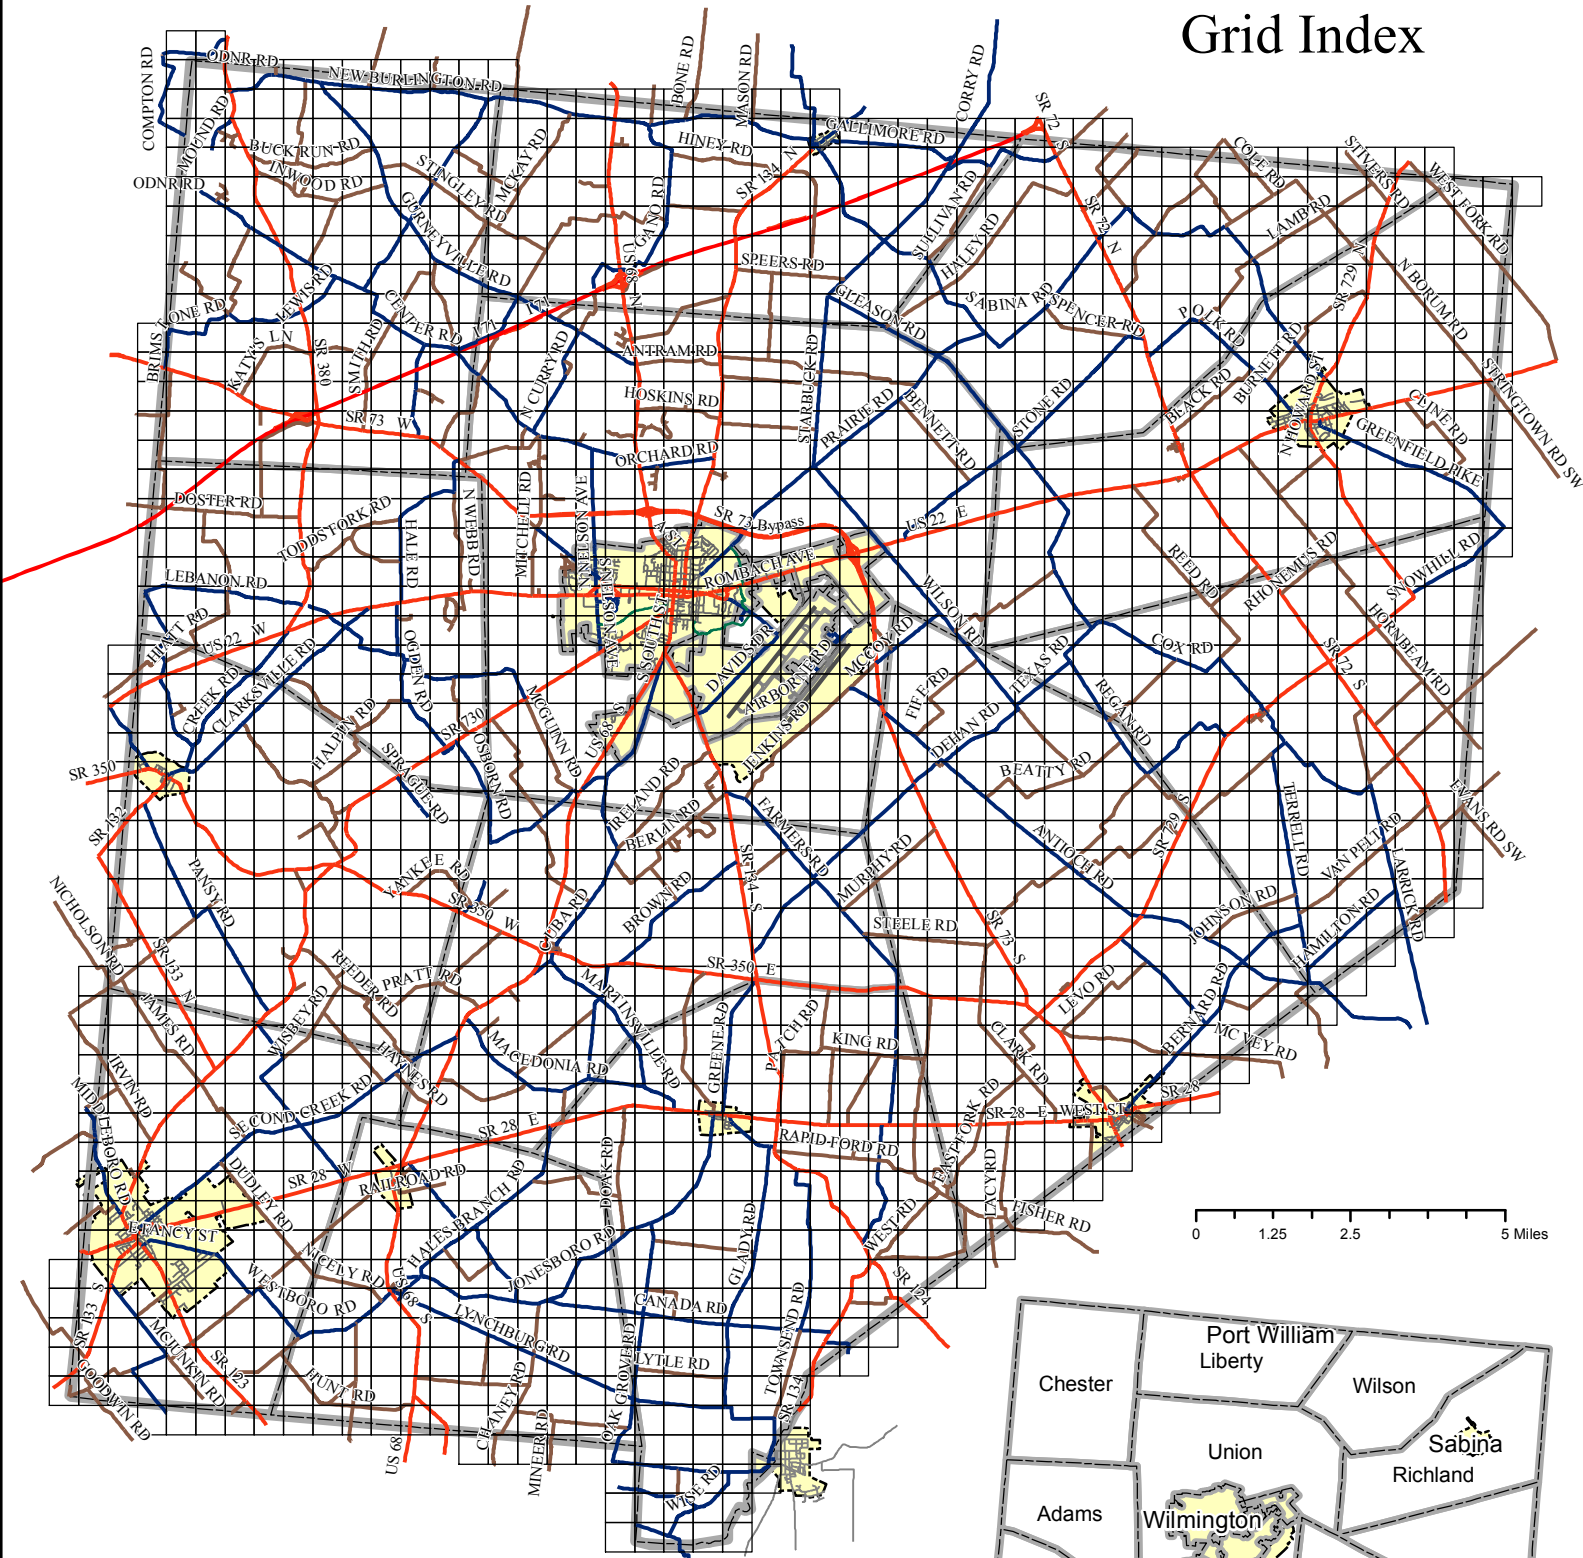 Grid Index
COMPTON RD
ODNR RD
NEW BURLINGTON RD
BONE RD
MASON RD
CORRY RD
SR 72 S
MOUND RD
BUCK RUN RD
INWOOD RD
STINGLEY RD
MCKAY RD
HINEY RD
SR 134 N
GALLIMORE RD
COLE RD
STIVERS RD
WEST FORK RD
ODNR RD
GURNEYVILLE RD
GANO RD
US 68 N
SPEERS RD
SULLIVAN RD
HALEY RD
SR 72 N
LAMB RD
SR 729 N
N BORUM RD
BRIMSTONE RD
LEWIS RD
KATY'S LN
SR 380
SMITH RD
CENTER RD
I 71
I 71
N CURRY RD
ANTRAM RD
GLEASON RD
SABINA RD
SPENCER RD
POLK RD
BURNETT RD
BLACK RD
N HOWARD ST
STRINGTOWN RD SW
SR 73 W
HOSKINS RD
STARBUCK RD
PRAIRIE RD
BENNETT RD
STONE RD
CLINE RD
GREENFIELD PIKE
ORCHARD RD
DOSTER RD
TODDS FORK RD
HALE RD
N WEBB RD
MITCHELL RD
N NELSON AVE
A ST
SR 73 Bypass
US 22 E
REED RD
RHONEMUS RD
SNOWHILL RD
LEBANON RD
HIATT RD
US 22 W
S NELSON AVE
S SOUTH ST
ROMBACH AVE
WILSON RD
HORNBEAM RD
CREEK RD
CLARKSVILLE RD
OGDEN RD
DAVIDS DR
AIRBORNE RD
MCCOY RD
COX RD
TEXAS RD
SR 72 S
SR 350
HALPIN RD
SPRAGUE RD
SR 730
OSBORN RD
MCGUINN RD
US 68 S
JENKINS RD
FIFE RD
DEHAN RD
REGAN RD
BEATTY RD
SR 132
IRELAND RD
BERLIN RD
FARMERS RD
MURPHY RD
ANTIOCH RD
SR 729 S
TERRELL RD
VAN PELT RD
LARRICK RD
EVANS RD SW
NICHOLSON RD
PANSY RD
YANKEE RD
SR 350 W
CUBA RD
BROWN RD
SR 134 S
STEELE RD
SR 73 S
JOHNSON RD
HAMILTON RD
SR 133 N
JAMES RD
REEDER RD
PRATT RD
SR 350 E
WISBEY RD
MARTINSVILLE RD
GREENE RD
PATCH RD
KING RD
LEVO RD
BERNARD RD
MC VEY RD
IRVIN RD
HAYNES RD
MACEDONIA RD
CLARK RD
MIDDLEBORO RD
SECOND CREEK RD
SR 28 E
SR 28 E
WEST ST
SR 28
SR 28 W
RAILROAD RD
DUDLEY RD
HALES BRANCH RD
DOAK RD
RAPID FORD RD
EAST FORK RD
LACY RD
FISHER RD
E FANCY ST
NICELY RD
WESTBORO RD
JONESBORO RD
GLADY RD
WEST RD
SR 124
US 68 S
LYNCHBURG RD
CANADA RD
TOWNSEND RD
LYTLE RD
SR 133 S
GOODWIN RD
MCJUNKIN RD
SR 123
HUNT RD
CHANEY RD
MINEER RD
OAK GROVE RD
SR 134
US 68
WISE RD
0 1.25 2.5 5 Miles
Port William
Liberty
Chester
Wilson
Union
Sabina
Richland
Adams
Wilmington